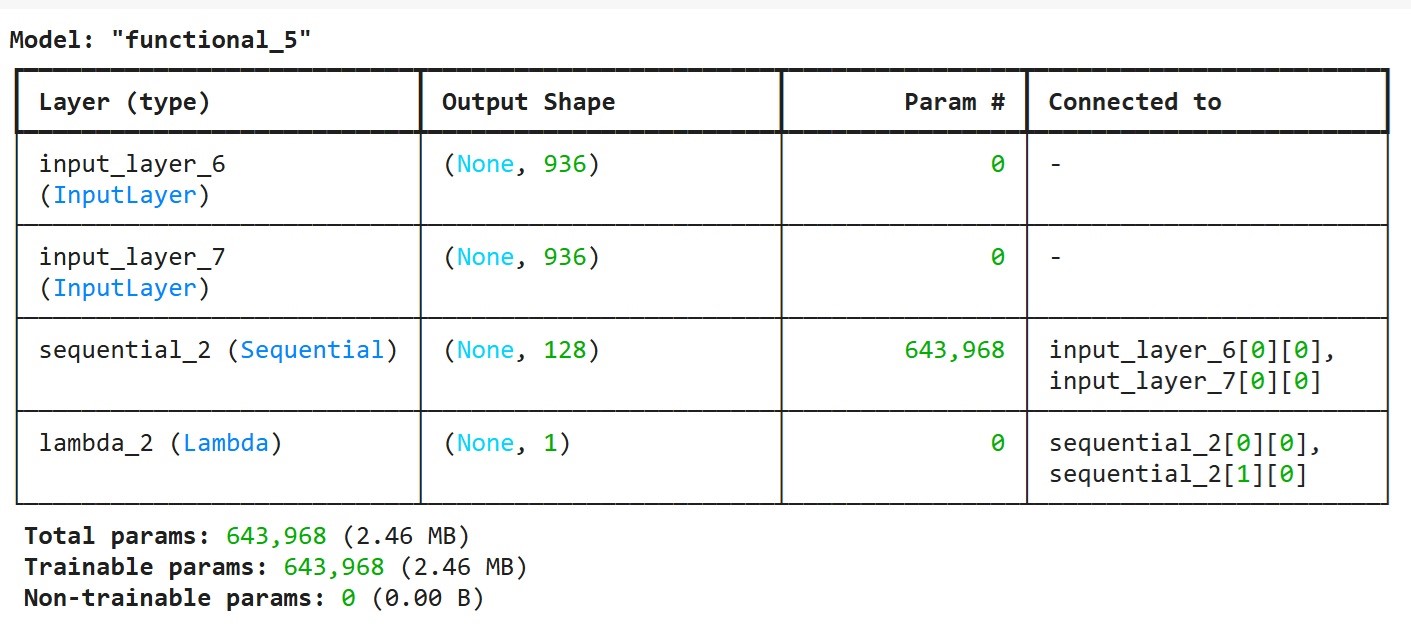 Model: "functional_5"
Layer (type) Output Shape Param # Connected to
input_layer_6 (None, 936) 0 -
(InputLayer)
input_layer_7 (None, 936) 0 -
(InputLayer)
sequential_2 (Sequential) (None, 128) 643,968 input_layer_6[0][0],
input_layer_7[0][0]
lambda_2 (Lambda) (None, 1) 0 sequential_2[0][0],
sequential_2[1][0]
Total params: 643,968 (2.46 MB)
Trainable params: 643,968 (2.46 MB)
Non-trainable params: 0 (0.00 B)